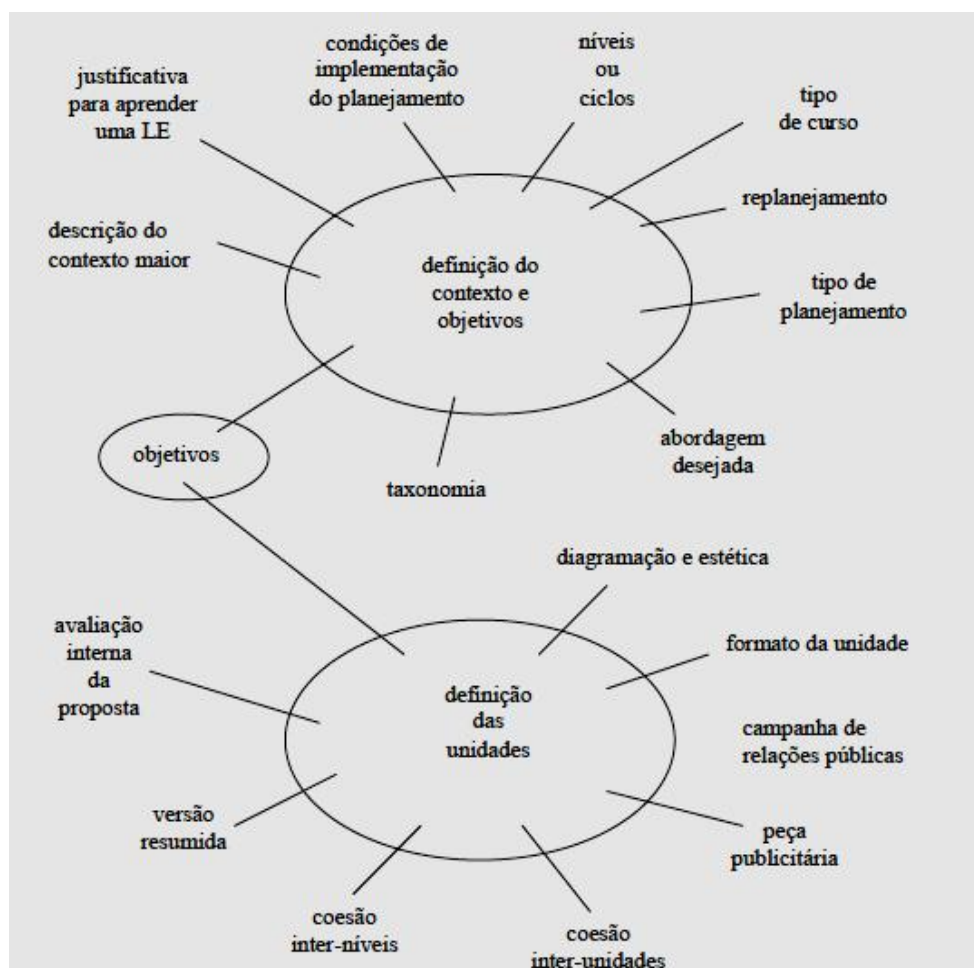 condições de
implementação
do planejamento
níveis
ou
ciclos
justificativa
para aprender
uma LE
tipo
de curso
replanejamento
descrição do
contexto maior
definição do
contexto e
objetivos
tipo de
planejamento
objetivos
abordagem
desejada
taxonomia
diagramação e estética
avaliação
interna
da
proposta
formato da unidade
definição
das
unidades
campanha de
relações públicas
versão
resumida
peça
publicitária
coesão
inter-níveis
coesão
inter-unidades